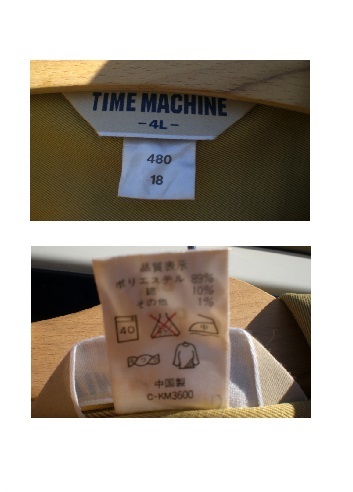 TIME MACHINE
-4L-
480
18
品質表示
ポリエステル 89%
綿 10%
その他 1%
40
中国製
C-KM3600